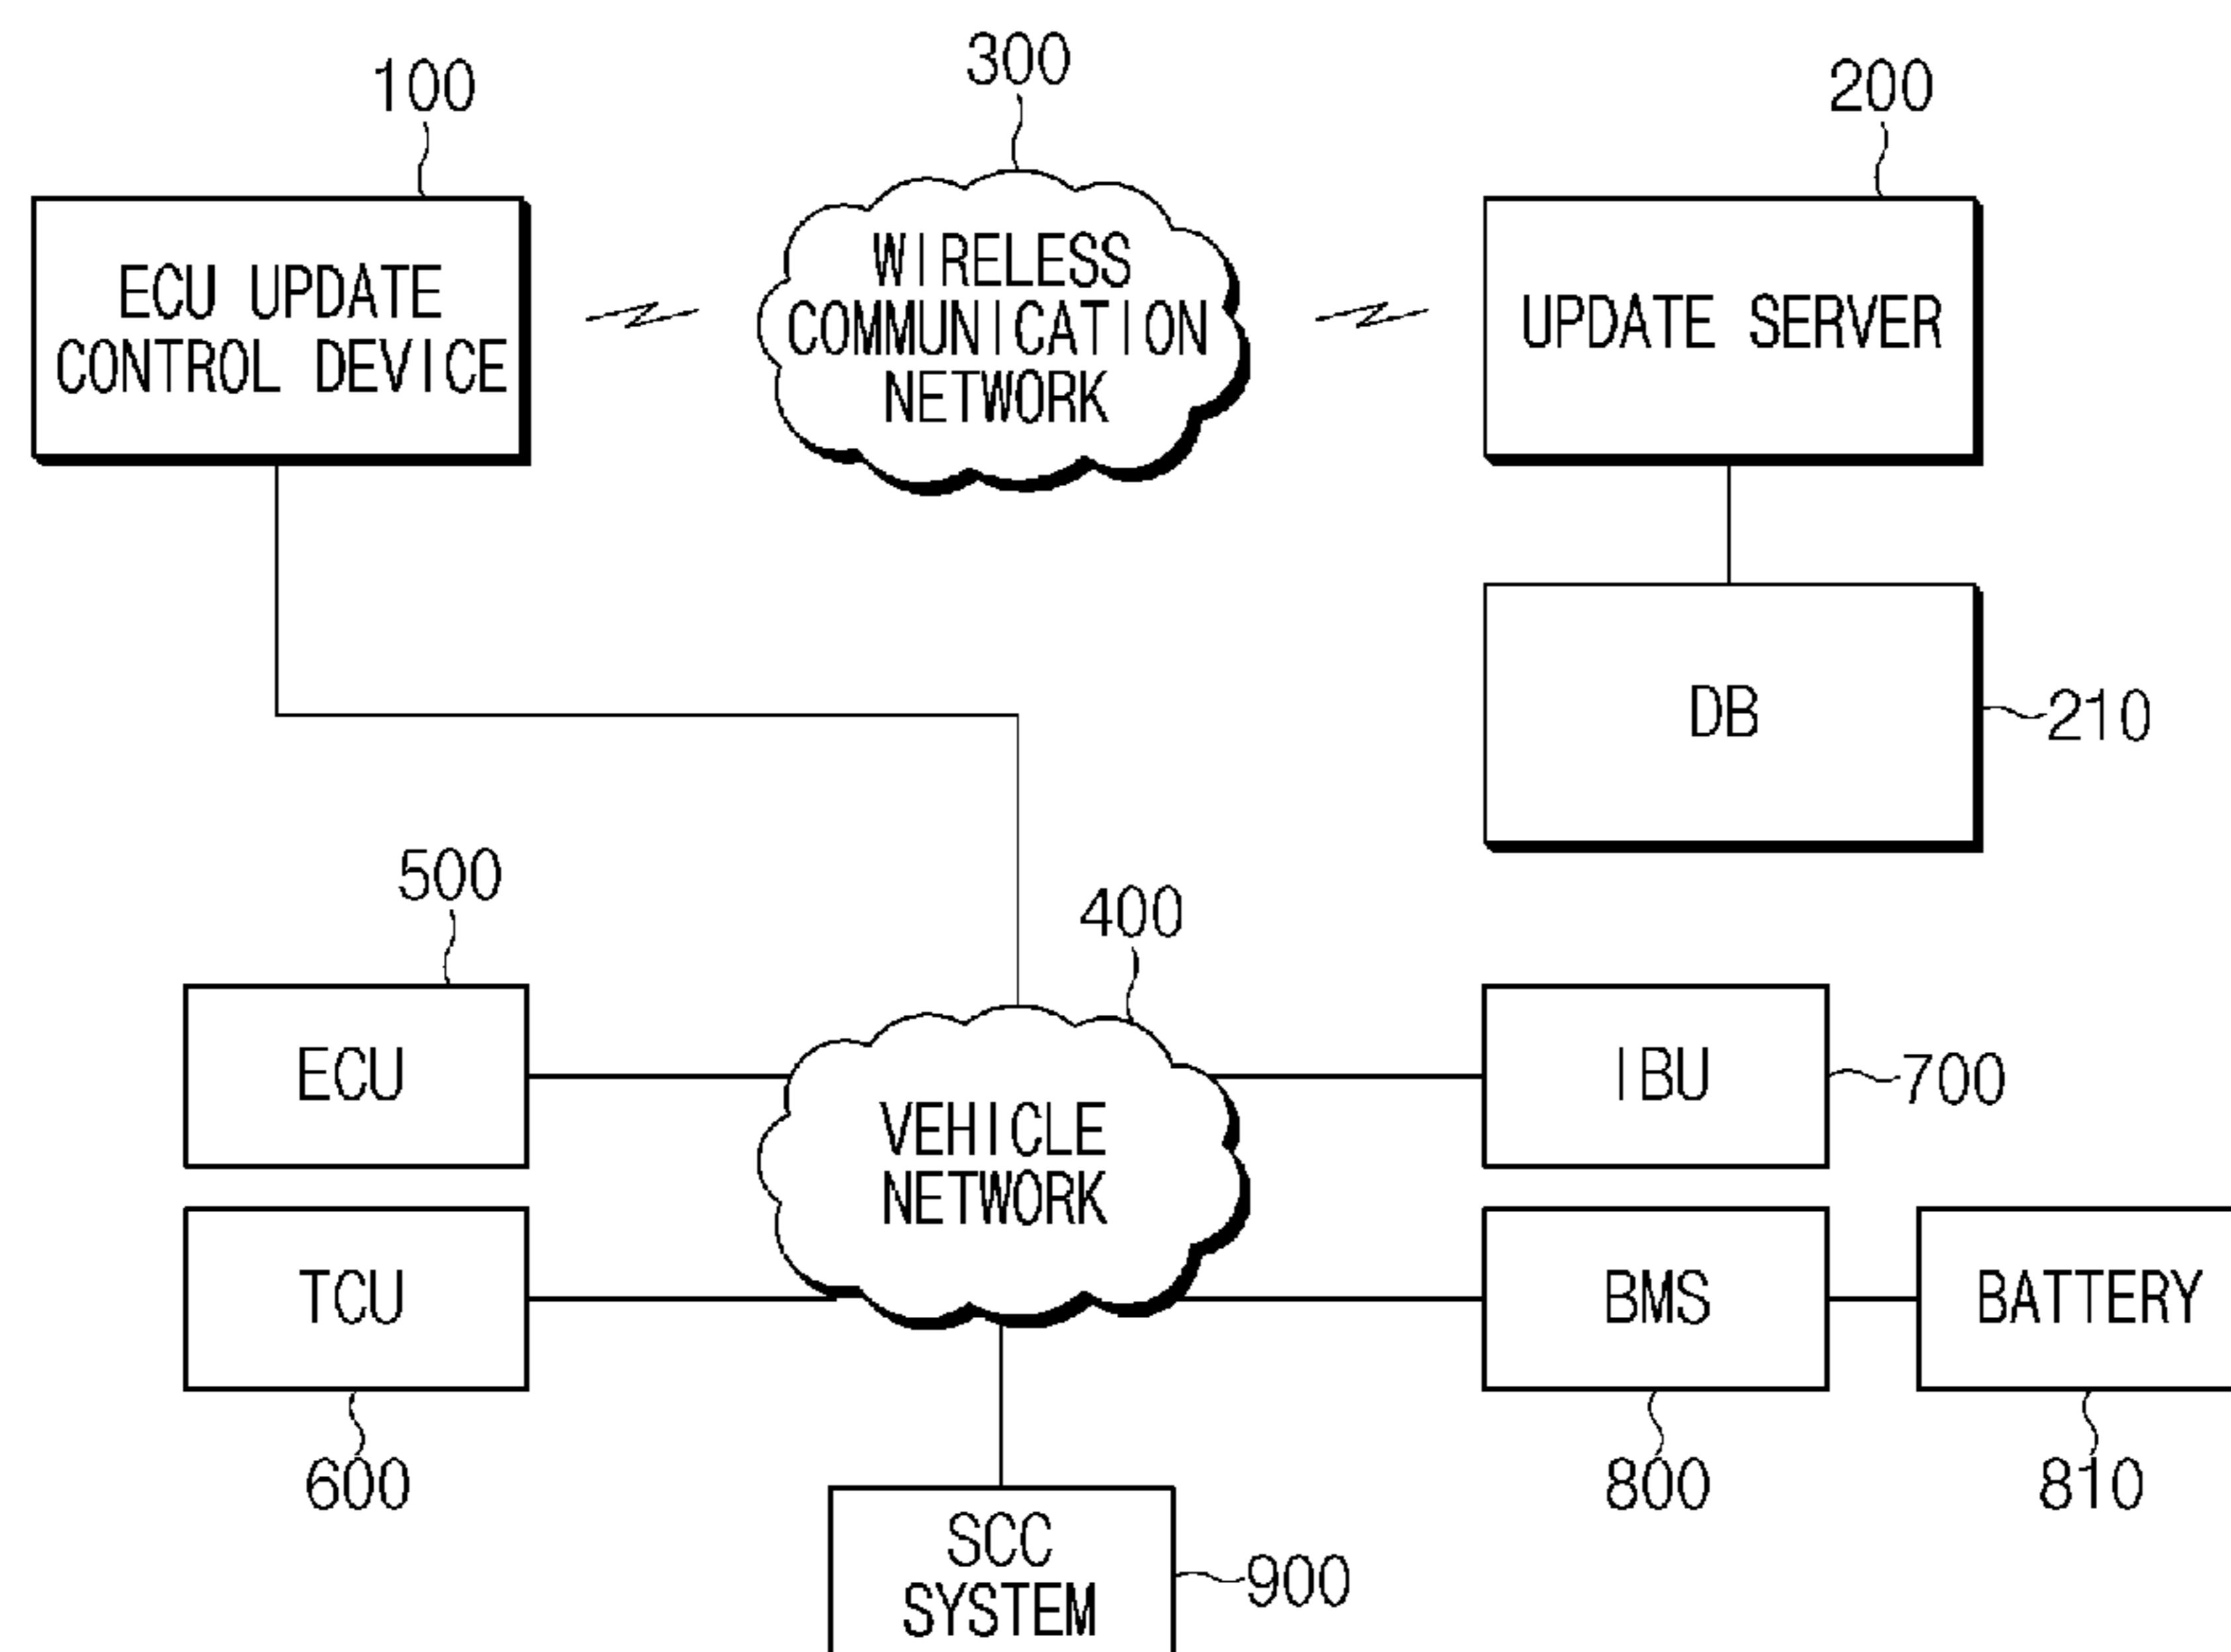 300
100
200
ECU UPDATE
CONTROL DEVICE
WIRELESS
COMMUNICATION
NETWORK
UPDATE SERVER
DB
210
500
400
ECU
VEHICLE
NETWORK
IBU
700
TCU
BMS
BATTERY
600
800
810
SCC
SYSTEM
900